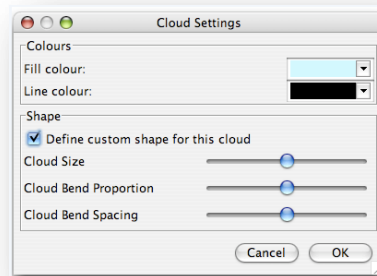 Cloud Settings
Colours
Fill colour:
Line colour:
Shape
Define custom shape for this cloud
Cloud Size
Cloud Bend Proportion
Cloud Bend Spacing
Cancel OK